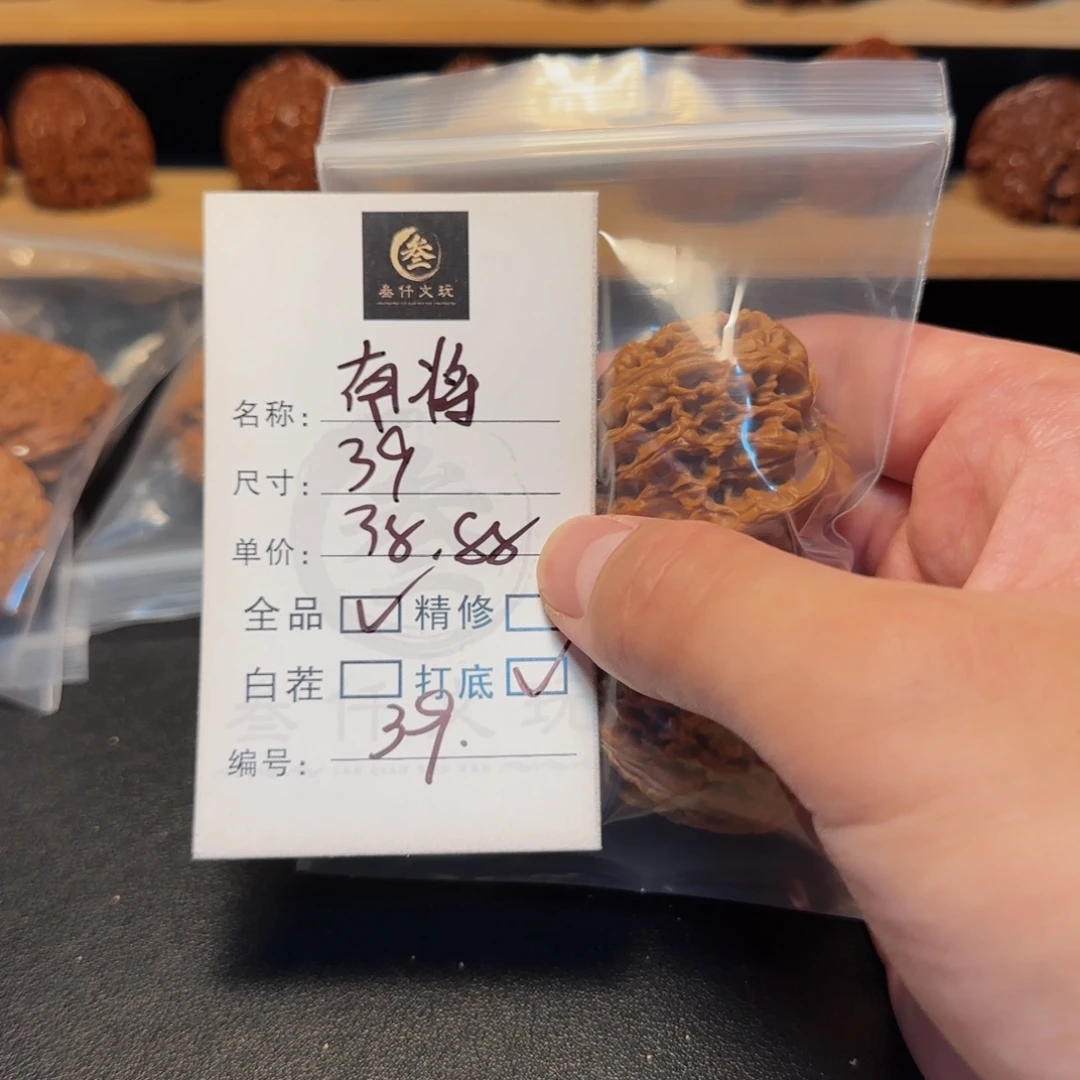 叁
叁仟文玩
名称: 南将
尺寸: 39
单价: 38.88
全品 ☑ 精修 ☐
白茬 ☐ 打底 ☑
编号: 39.